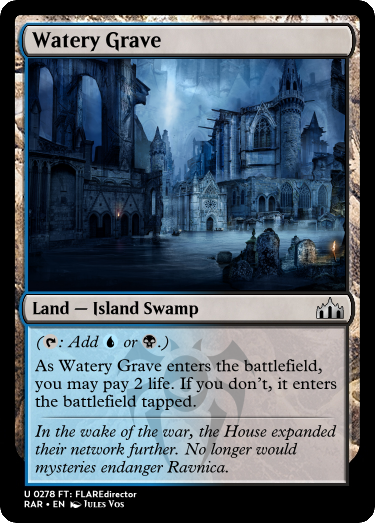 Watery Grave
Land — Island Swamp
(: Add or .)
As Watery Grave enters the battlefield,
you may pay 2 life. If you don't, it enters
the battlefield tapped.
In the wake of the war, the House expanded
their network further. No longer would
mysteries endanger Ravnica.
U 0278 FT: FLAREdirector
RAR • EN Jules Vos